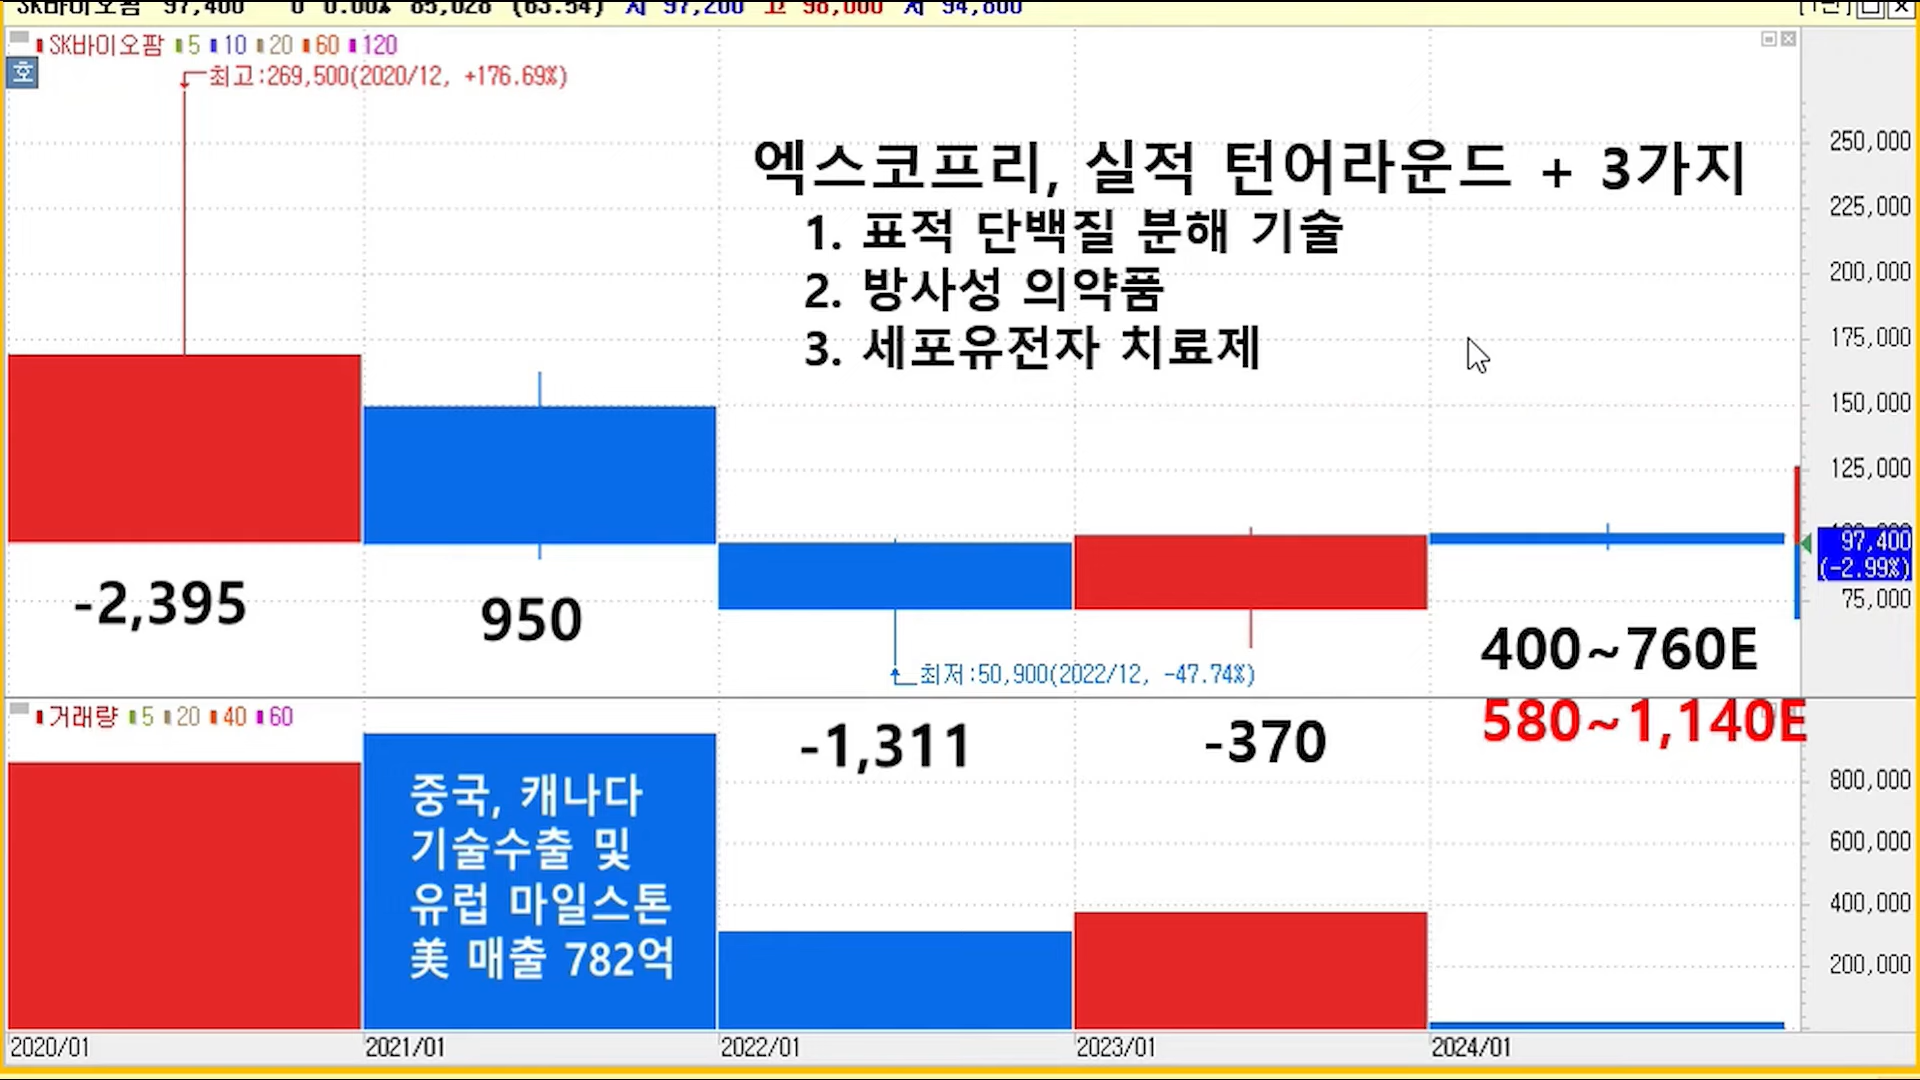 SK바이오팜 97,400 0 0.00% 85,028 (63.54) 시 97,200 고 98,000 저 94,800 [1년]
SK바이오팜 5 10 20 60 120
호
최고:269,500(2020/12, +176.69%)
엑스코프리, 실적 턴어라운드 + 3가지
1. 표적 단백질 분해 기술
2. 방사성 의약품
3. 세포유전자 치료제
250,000
225,000
200,000
175,000
150,000
125,000
100,000
97,400
(-2.99%)
75,000
-2,395
950
400~760E
최저:50,900(2022/12, -47.74%)
거래량 5 20 40 60
-1,311
-370
580~1,140E
중국, 캐나다
기술수출 및
유럽 마일스톤
美 매출 782억
800,000
600,000
400,000
200,000
2020/01 2021/01 2022/01 2023/01 2024/01